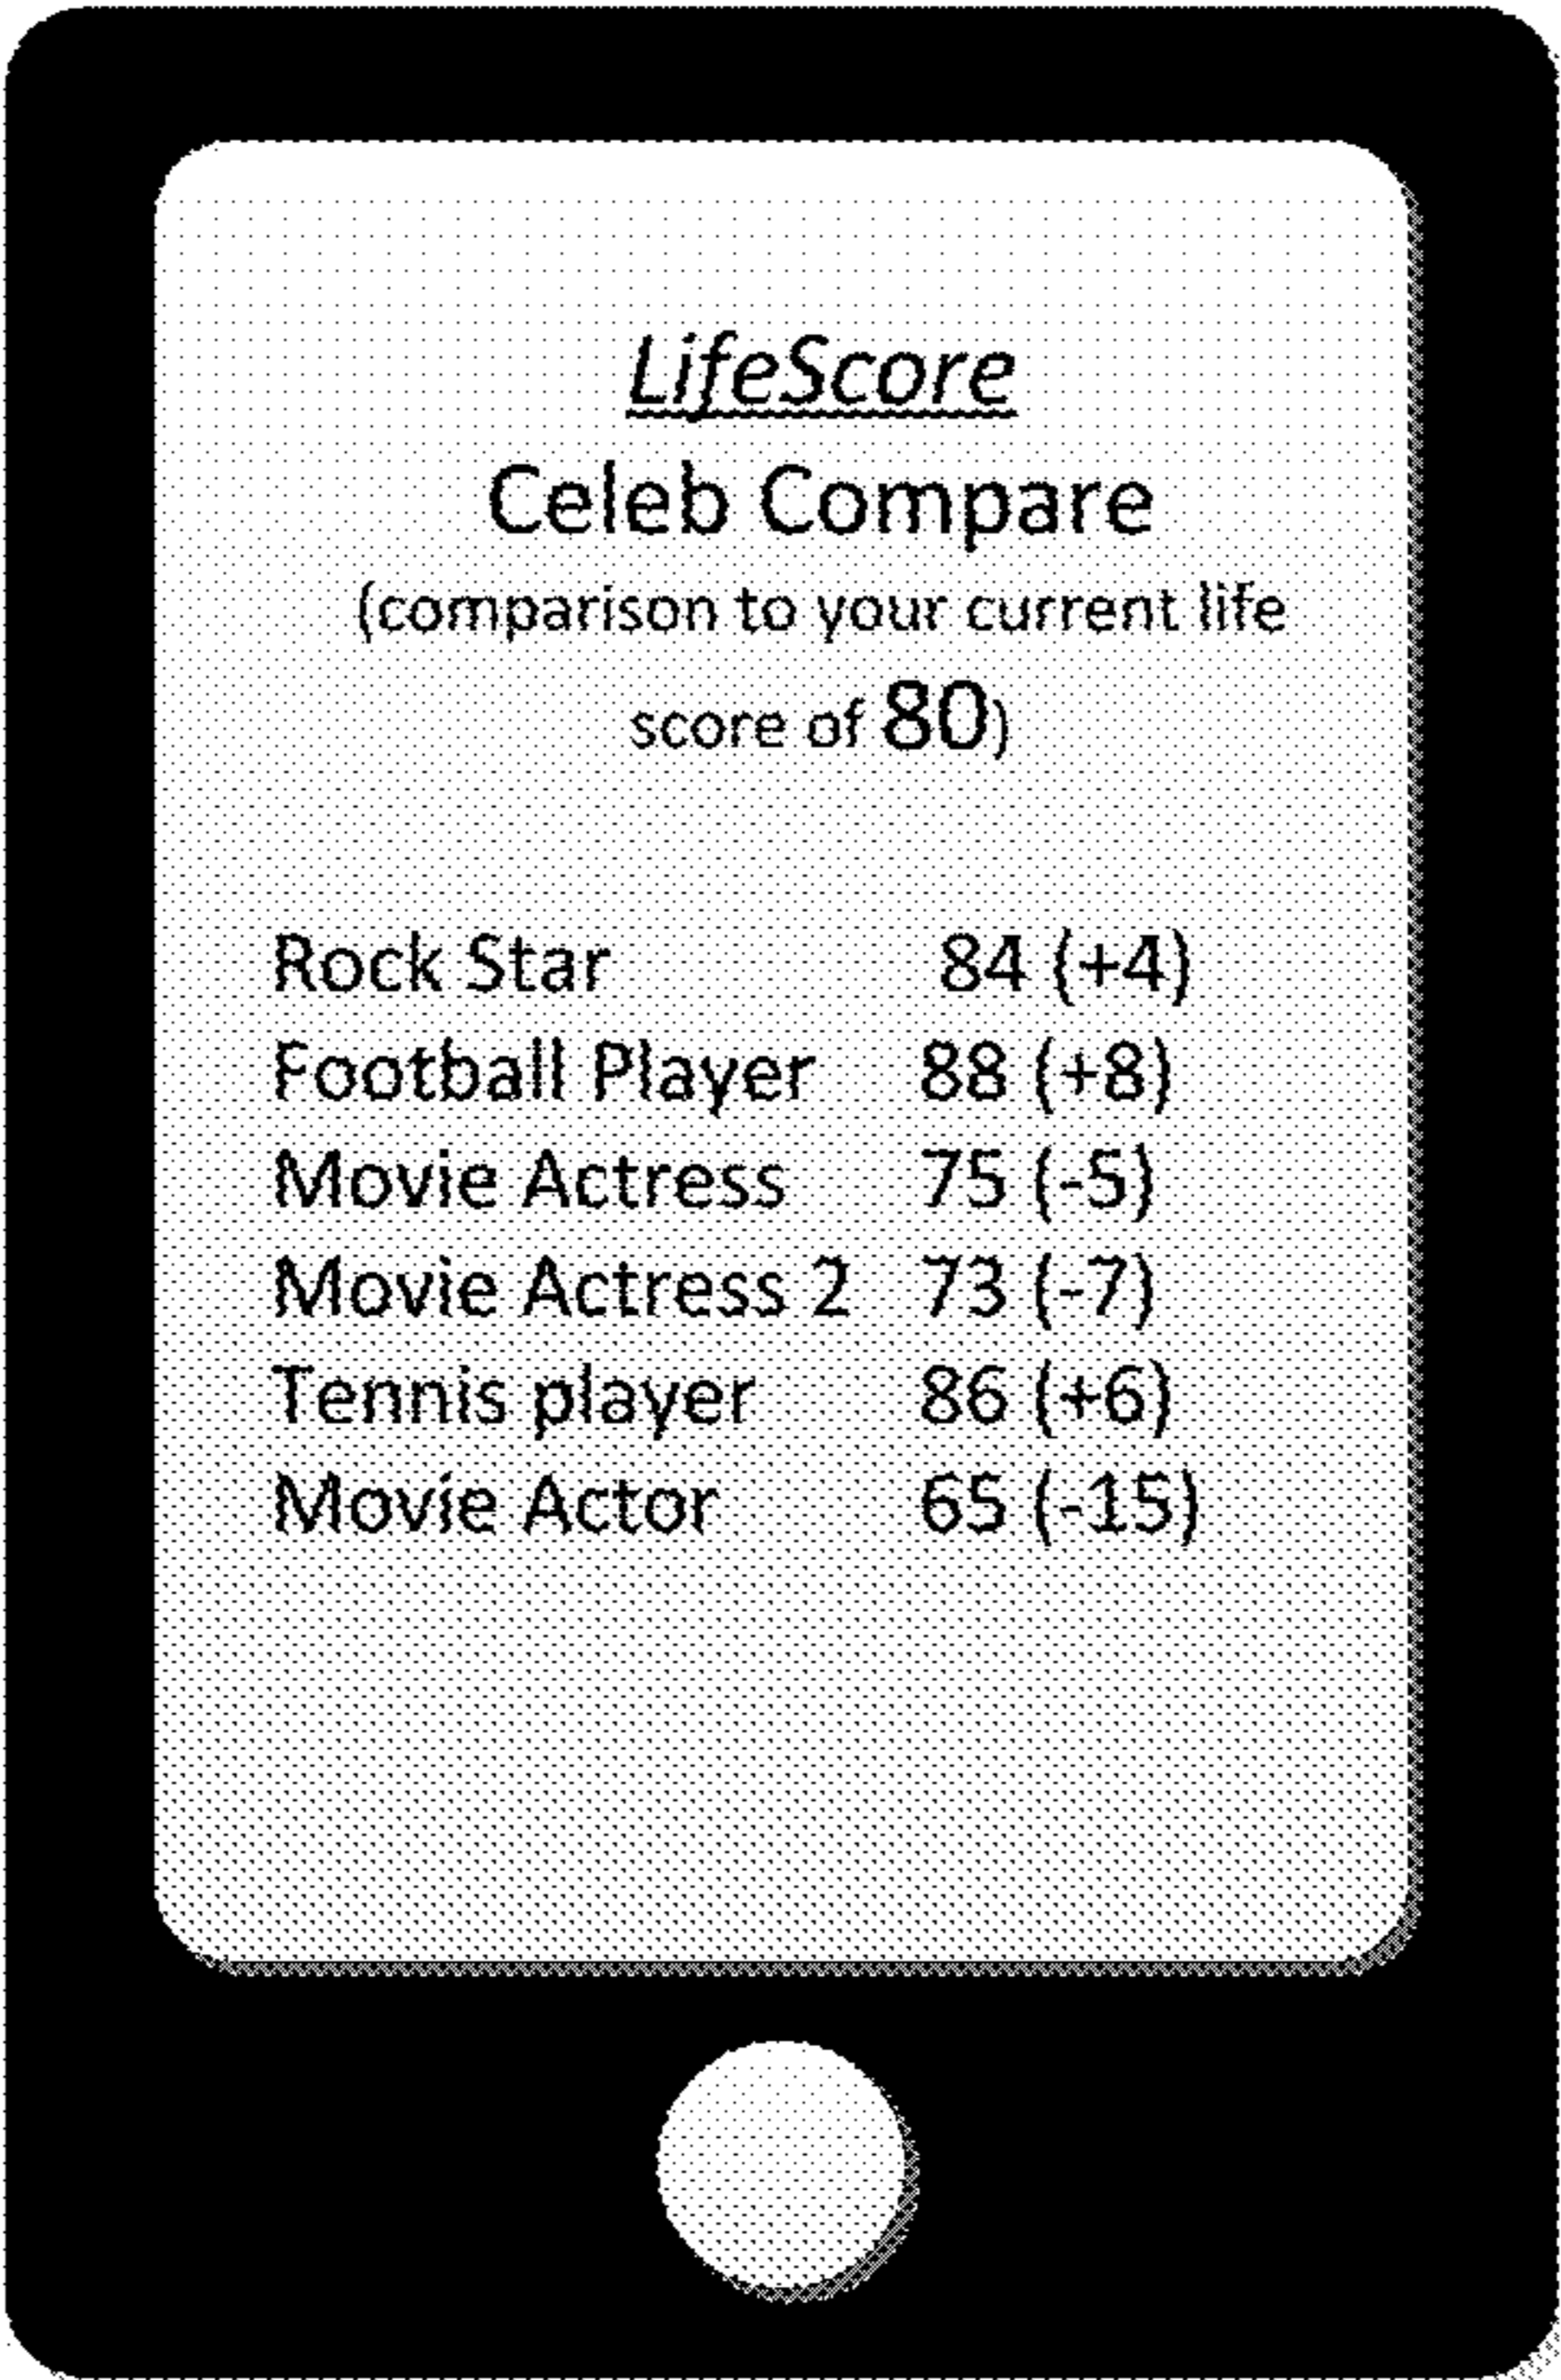 LifeScore
Celeb Compare
(comparison to your current life
score of 80)
Rock Star 84 (+4)
Football Player 88 (+8)
Movie Actress 75 (-5)
Movie Actress 2 73 (-7)
Tennis player 86 (+6)
Movie Actor 65 (-15)